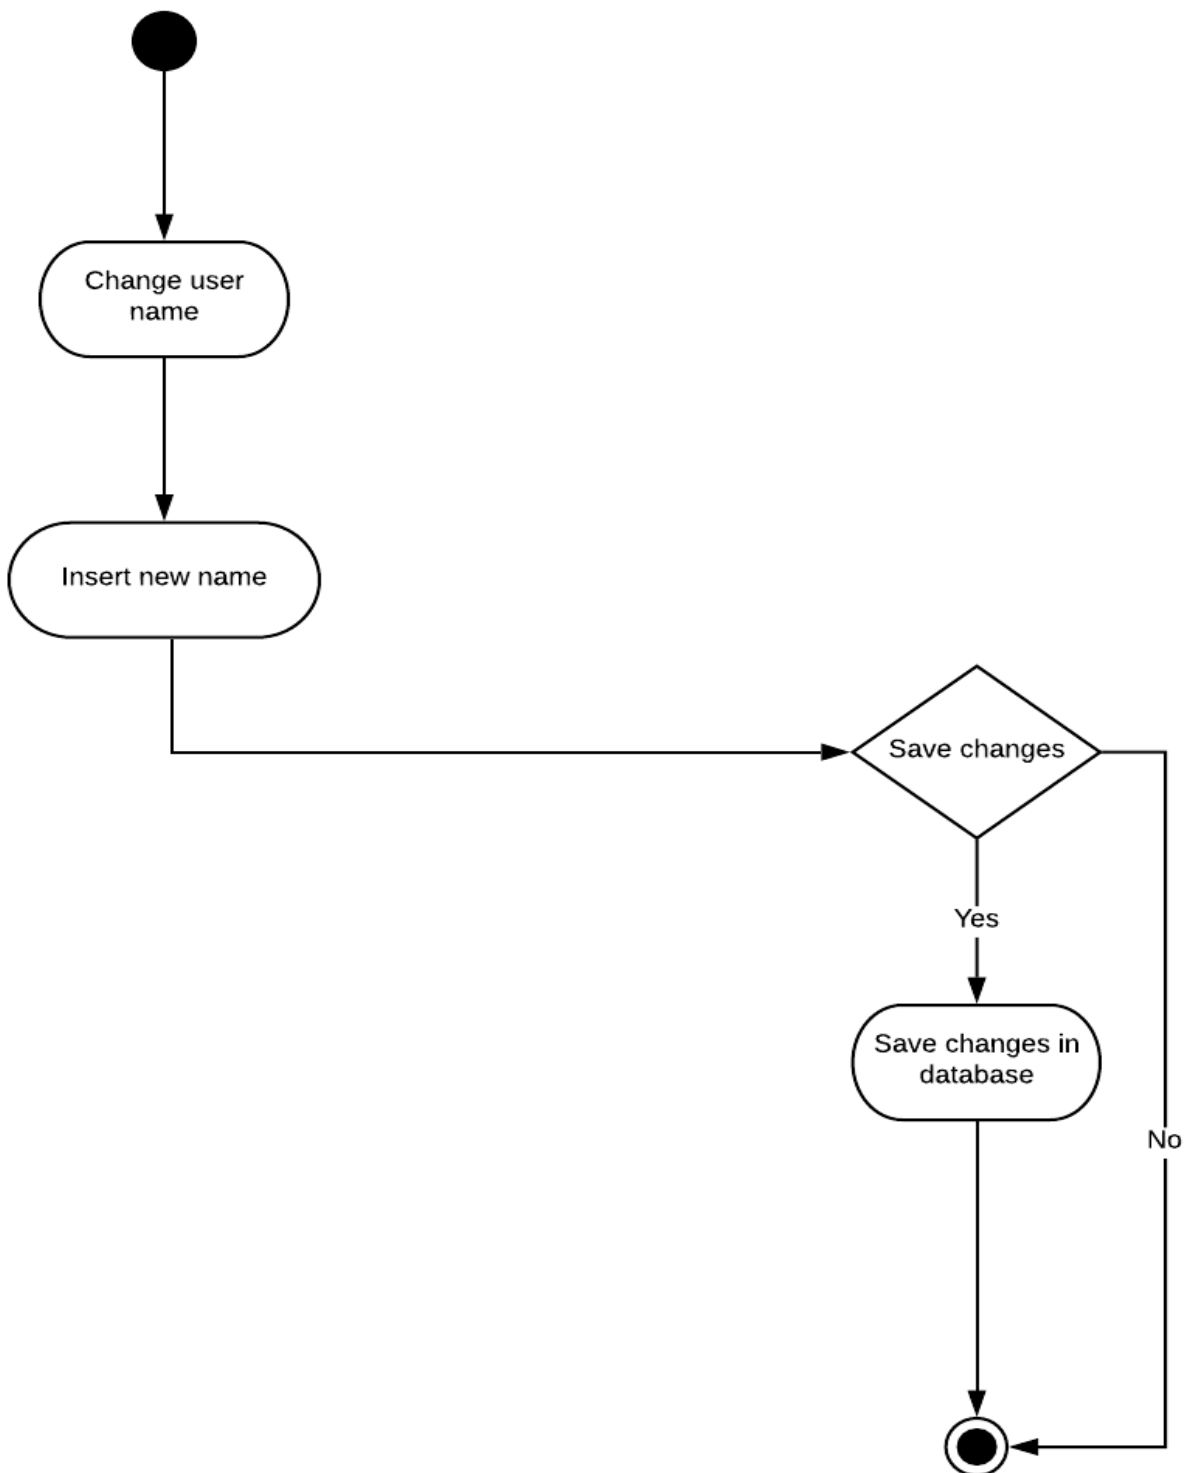 Change user
name
Insert new name
Save changes
Yes
Save changes in
database
No